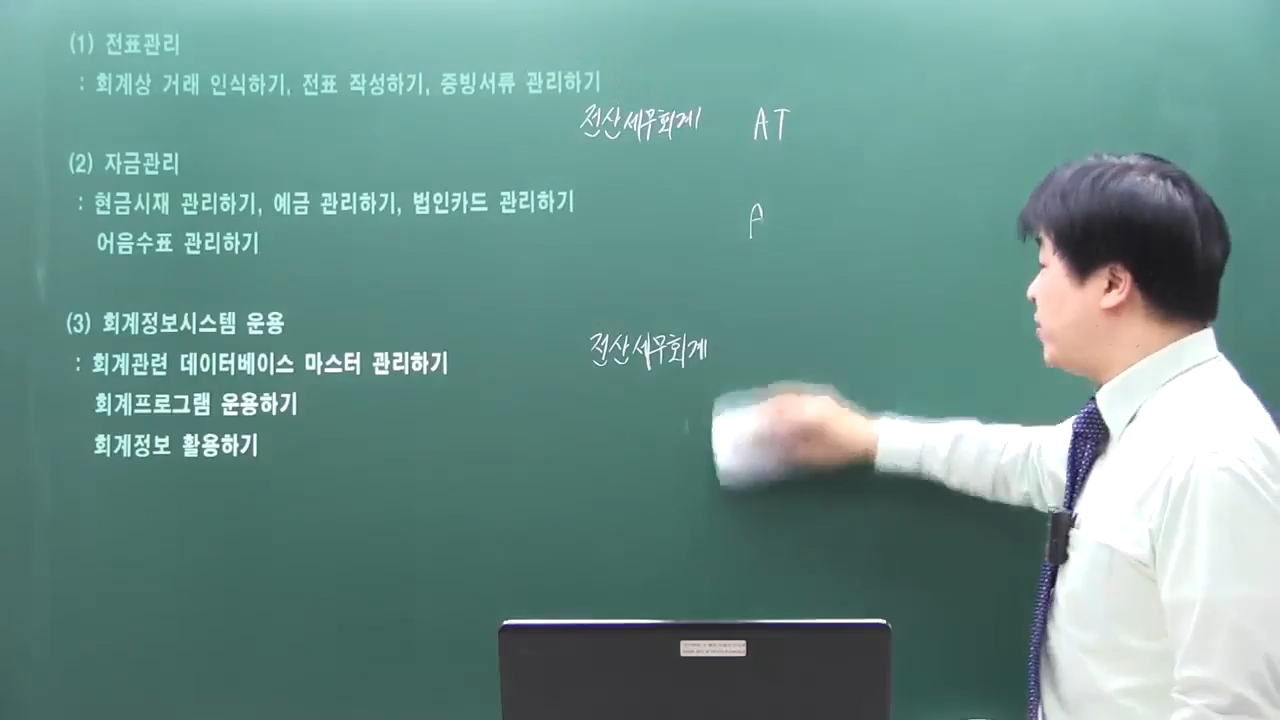 (1) 전표관리
: 회계상 거래 인식하기, 전표 작성하기, 증빙서류 관리하기
전산세무회계 AT
(2) 자금관리
: 현금시재 관리하기, 예금 관리하기, 법인카드 관리하기
A
어음수표 관리하기
(3) 회계정보시스템 운용
전산세무회계
: 회계관련 데이터베이스 마스터 관리하기
회계프로그램 운용하기
회계정보 활용하기